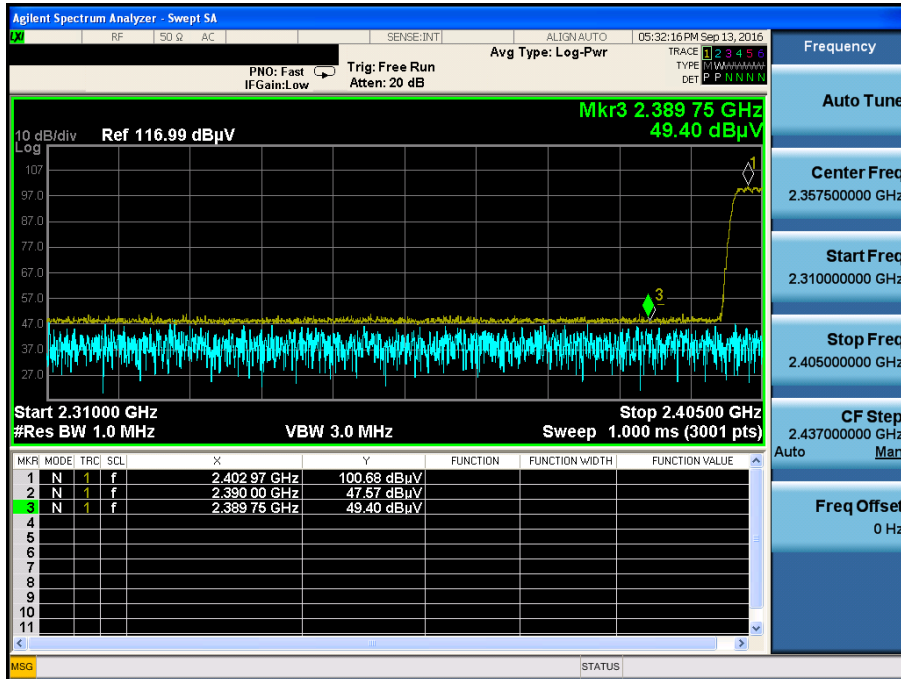 Agilent Spectrum Analyzer - Swept SA
LXI RF 50 Ω AC SENSE:INT ALIGN AUTO 05:32:16 PM Sep 13, 2016
Frequency
Avg Type: Log-Pwr
TRACE 1 2 3 4 5 6
PNO: Fast Trig: Free Run
TYPE M WWWWW
IFGain:Low Atten: 20 dB
DET P P N N N N
Auto Tune
Mkr3 2.389 75 GHz
49.40 dBµV
10 dB/div Ref 116.99 dBµV
Log
107
97.0
87.0
77.0
67.0
57.0
47.0
37.0
27.0
1
3
Center Freq
2.357500000 GHz
Start Freq
2.310000000 GHz
Stop Freq
2.405000000 GHz
Start 2.31000 GHz Stop 2.40500 GHz
#Res BW 1.0 MHz VBW 3.0 MHz Sweep 1.000 ms (3001 pts)
CF Step
2.437000000 GHz
Auto Man
MKR MODE TRC SCL X Y FUNCTION FUNCTION WIDTH FUNCTION VALUE
1 N 1 f 2.402 97 GHz 100.68 dBµV
2 N 1 f 2.390 00 GHz 47.57 dBµV
3 N 1 f 2.389 75 GHz 49.40 dBµV
4
5
6
7
8
9
10
11
Freq Offset
0 Hz
MSG STATUS